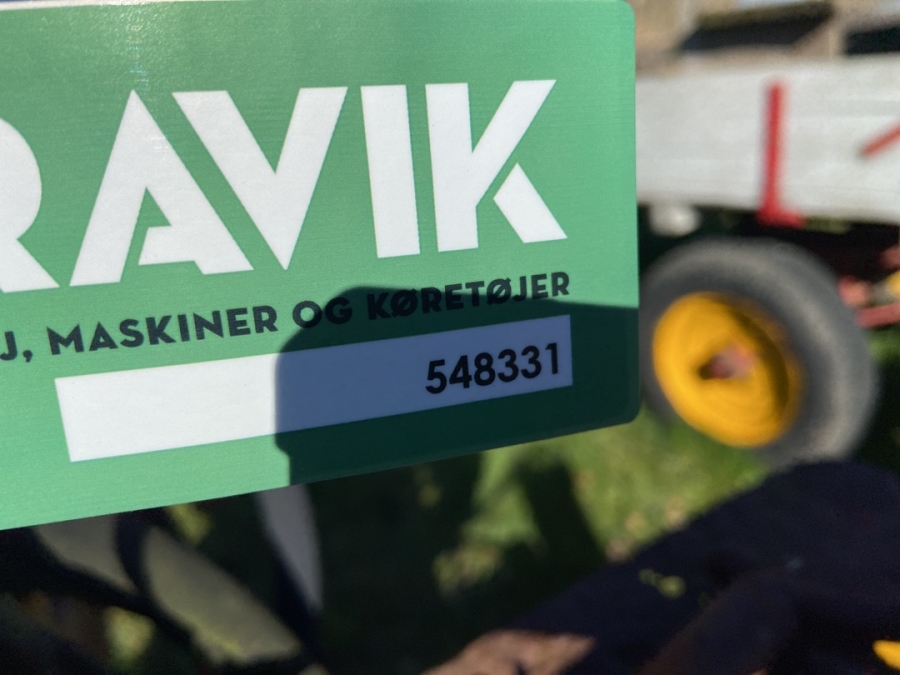 RAVIK
J, MASKINER OG KØRETØJER
548331